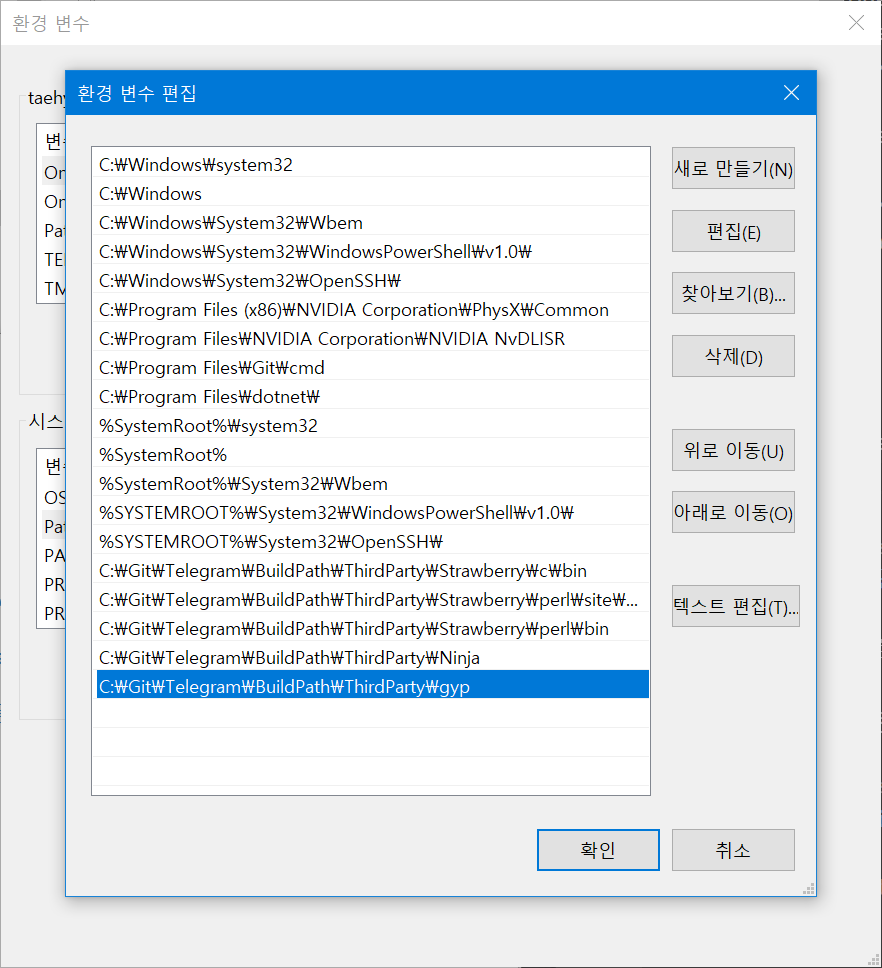 환경 변수
환경 변수 편집
taehy
변수
On
On
Pat
TE
TM
시스
변수
OS
Pat
PA
PR
PR
C:₩Windows₩system32
C:₩Windows
C:₩Windows₩System32₩Wbem
C:₩Windows₩System32₩WindowsPowerShell₩v1.0₩
C:₩Windows₩System32₩OpenSSH₩
C:₩Program Files (x86)₩NVIDIA Corporation₩PhysX₩Common
C:₩Program Files₩NVIDIA Corporation₩NVIDIA NvDLISR
C:₩Program Files₩Git₩cmd
C:₩Program Files₩dotnet₩
%SystemRoot%₩system32
%SystemRoot%
%SystemRoot%₩System32₩Wbem
%SYSTEMROOT%₩System32₩WindowsPowerShell₩v1.0₩
%SYSTEMROOT%₩System32₩OpenSSH₩
C:₩Git₩Telegram₩BuildPath₩ThirdParty₩Strawberry₩c₩bin
C:₩Git₩Telegram₩BuildPath₩ThirdParty₩Strawberry₩perl₩site₩...
C:₩Git₩Telegram₩BuildPath₩ThirdParty₩Strawberry₩perl₩bin
C:₩Git₩Telegram₩BuildPath₩ThirdParty₩Ninja
C:₩Git₩Telegram₩BuildPath₩ThirdParty₩gyp
새로 만들기(N)
편집(E)
찾아보기(B)...
삭제(D)
위로 이동(U)
아래로 이동(O)
텍스트 편집(T)...
확인
취소